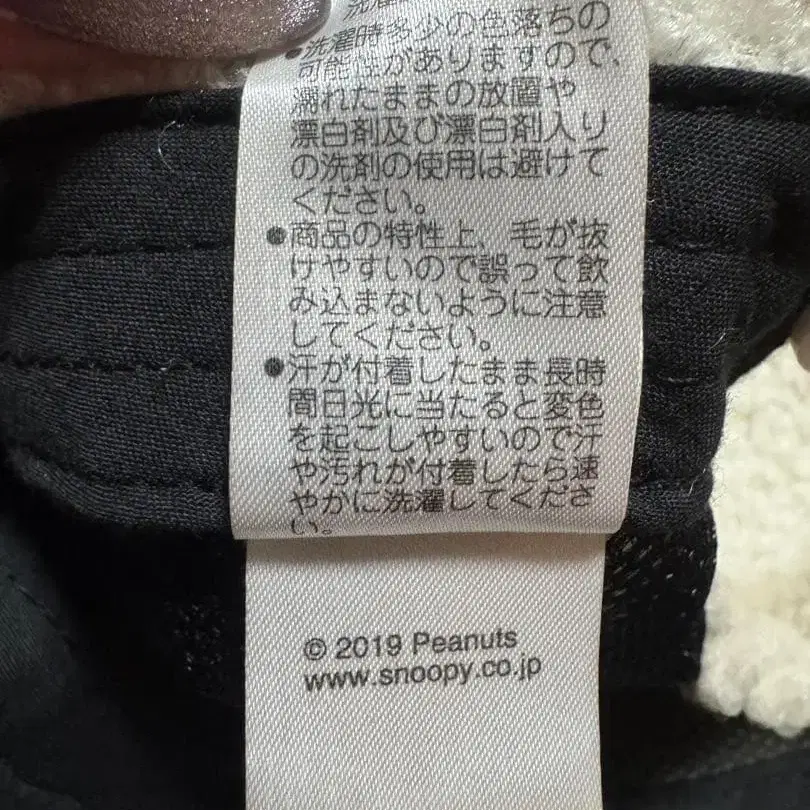 ●洗濯時多少の色落ちの
可能性がありますので、
濡れたままの放置や
漂白剤及び漂白剤入り
の洗剤の使用は避けて
ください。
●商品の特性上、毛が抜
けやすいので誤って飲
み込まないように注意
してください。
●汗が付着したまま長時
間日光に当たると変色
を起こしやすいので汗
や汚れが付着したら速
やかに洗濯してくださ
い。
© 2019 Peanuts
www.snoopy.co.jp